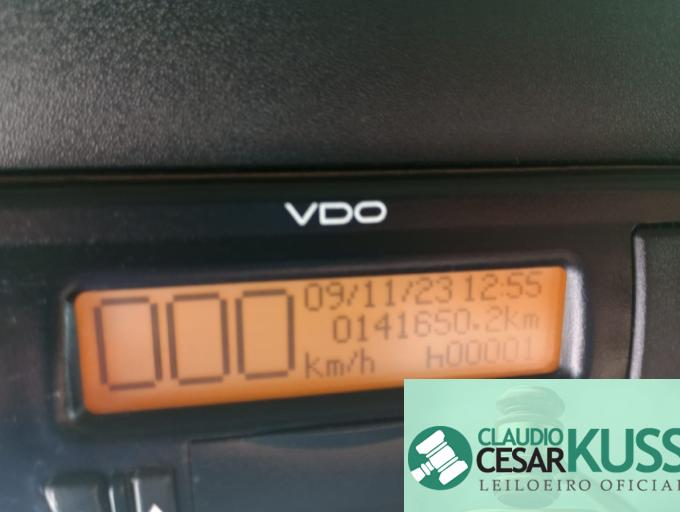 VDO
000
09/11/23 12:55
0141650.2km
km/h h00001
CLAUDIO
CESAR KUSS
LEILOEIRO OFICIAL